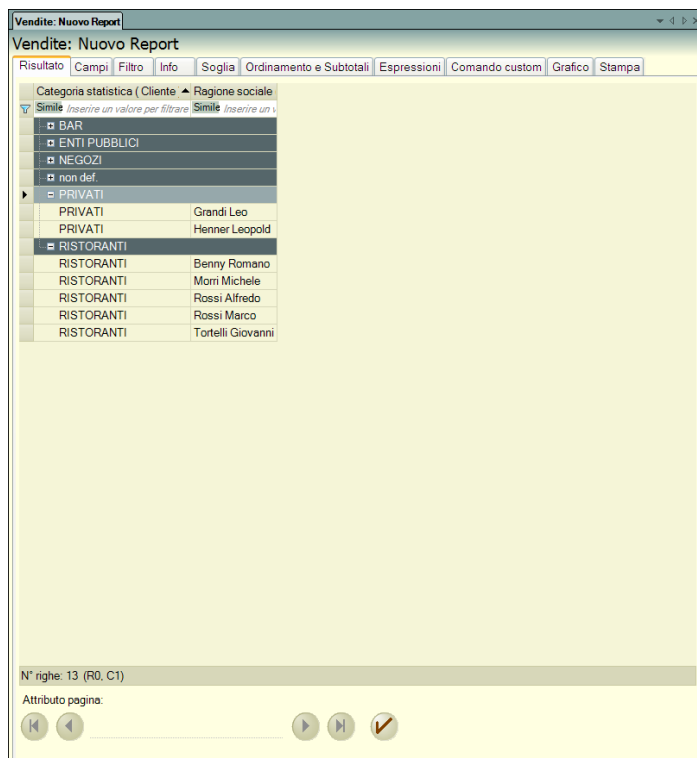 Vendite: Nuovo Report
Vendite: Nuovo Report
Risultato Campi Filtro Info Soglia Ordinamento e Subtotali Espressioni Comando custom Grafico Stampa
Categoria statistica ( Cliente Ragione sociale
Simile Inserire un valore per filtrare Simile Inserire un v
BAR
ENTI PUBBLICI
NEGOZI
non def.
PRIVATI
PRIVATI Grandi Leo
PRIVATI Henner Leopold
RISTORANTI
RISTORANTI Benny Romano
RISTORANTI Morri Michele
RISTORANTI Rossi Alfredo
RISTORANTI Rossi Marco
RISTORANTI Tortelli Giovanni
N° righe: 13 (R0, C1)
Attributo pagina: